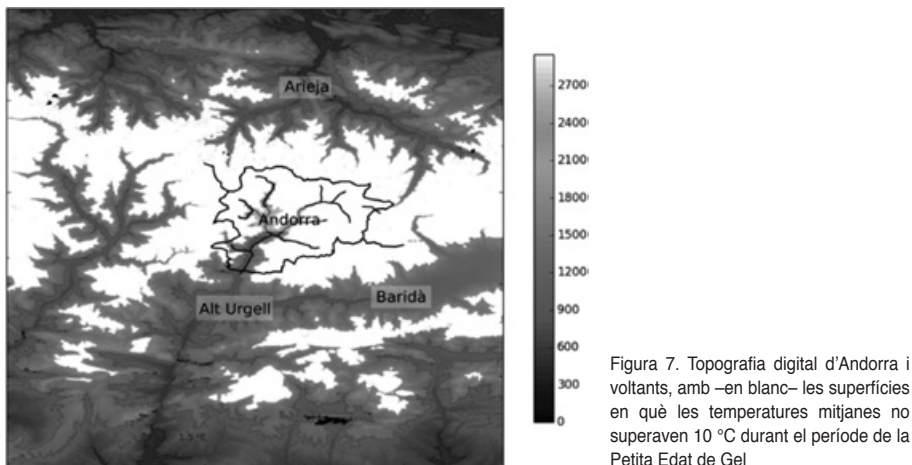 Arieja
Andorra
Alt Urgell
Baridà
2700
2400
2100
1800
1500
1200
900
600
300
0
Figura 7. Topografia digital d'Andorra i
voltants, amb –en blanc– les superfícies
en què les temperatures mitjanes no
superaven 10 °C durant el període de la
Petita Edat de Gel